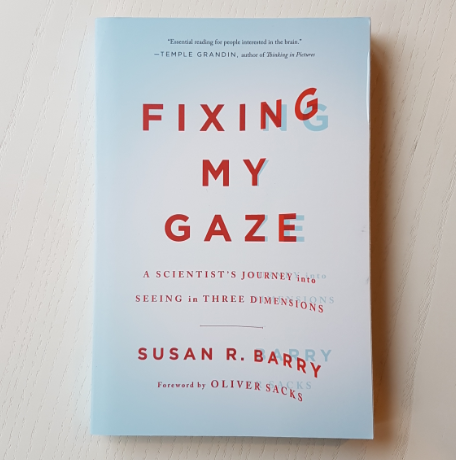 "Essential reading for people interested in the brain."
—TEMPLE GRANDIN, author of Thinking in Pictures
FIXING
MY
GAZE
A SCIENTIST'S JOURNEY into
SEEING in THREE DIMENSIONS
SUSAN R. BARRY
Foreword by OLIVER SACKS